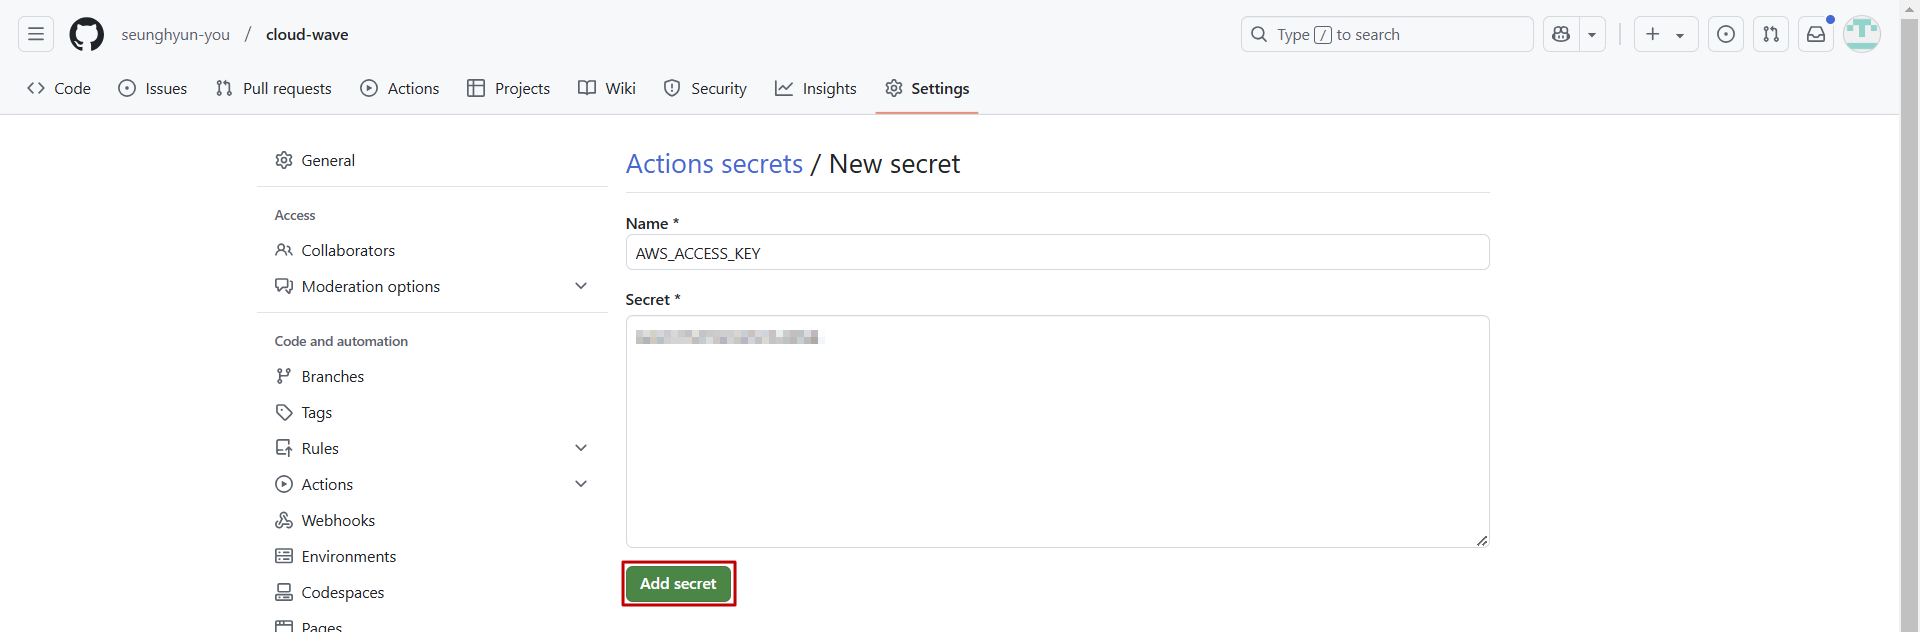 seunghyun-you / cloud-wave
Type / to search
Code Issues Pull requests Actions Projects Wiki Security Insights Settings
General
Access
Collaborators
Moderation options
Code and automation
Branches
Tags
Rules
Actions
Webhooks
Environments
Codespaces
Pages
Actions secrets / New secret
Name *
AWS_ACCESS_KEY
Secret *
Add secret